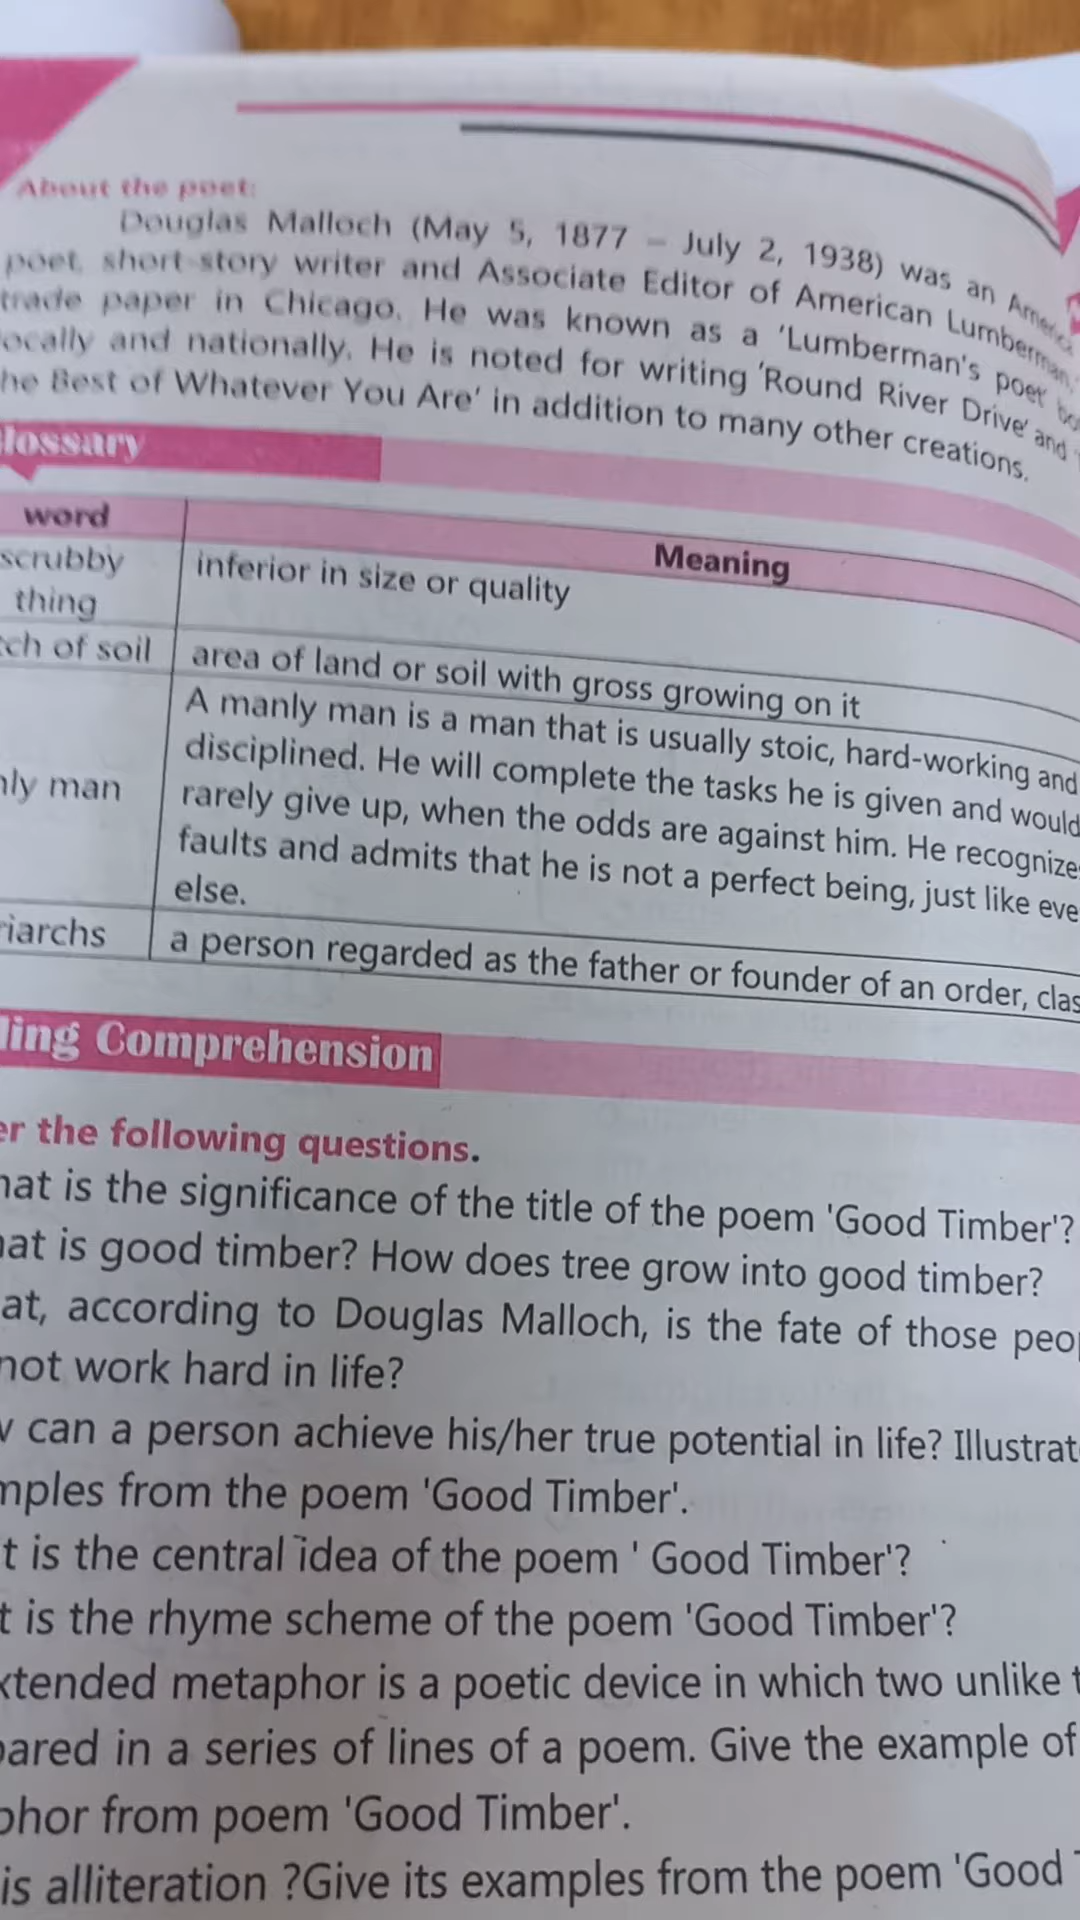 About the poet:
Douglas Malloch (May 5, 1877 – July 2, 1938) was an
poet, short story writer and Associate Editor of American Lumberman,
trade paper in Chicago. He was known as a 'Lumberman's poet'
locally and nationally. He is noted for writing 'Round River Drive' and
he Best of Whatever You Are' in addition to many other creations.
lossary
word Meaning
scrubby thing inferior in size or quality
tch of soil area of land or soil with gross growing on it
nly man A manly man is a man that is usually stoic, hard-working and
disciplined. He will complete the tasks he is given and would
rarely give up, when the odds are against him. He recognize
faults and admits that he is not a perfect being, just like eve
else.
riarchs a person regarded as the father or founder of an order, clas
ding Comprehension
er the following questions.
hat is the significance of the title of the poem 'Good Timber'?
hat is good timber? How does tree grow into good timber?
at, according to Douglas Malloch, is the fate of those peop
not work hard in life?
w can a person achieve his/her true potential in life? Illustrat
mples from the poem 'Good Timber'.
t is the central idea of the poem ' Good Timber'?
t is the rhyme scheme of the poem 'Good Timber'?
xtended metaphor is a poetic device in which two unlike t
pared in a series of lines of a poem. Give the example of
phor from poem 'Good Timber'.
is alliteration ?Give its examples from the poem 'Good T